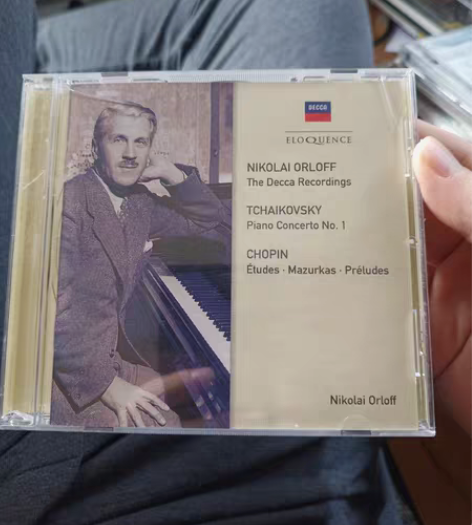 DECCA
ELOQUENCE
NIKOLAI ORLOFF
The Decca Recordings
TCHAIKOVSKY
Piano Concerto No. 1
CHOPIN
Études · Mazurkas · Préludes
Nikolai Orloff